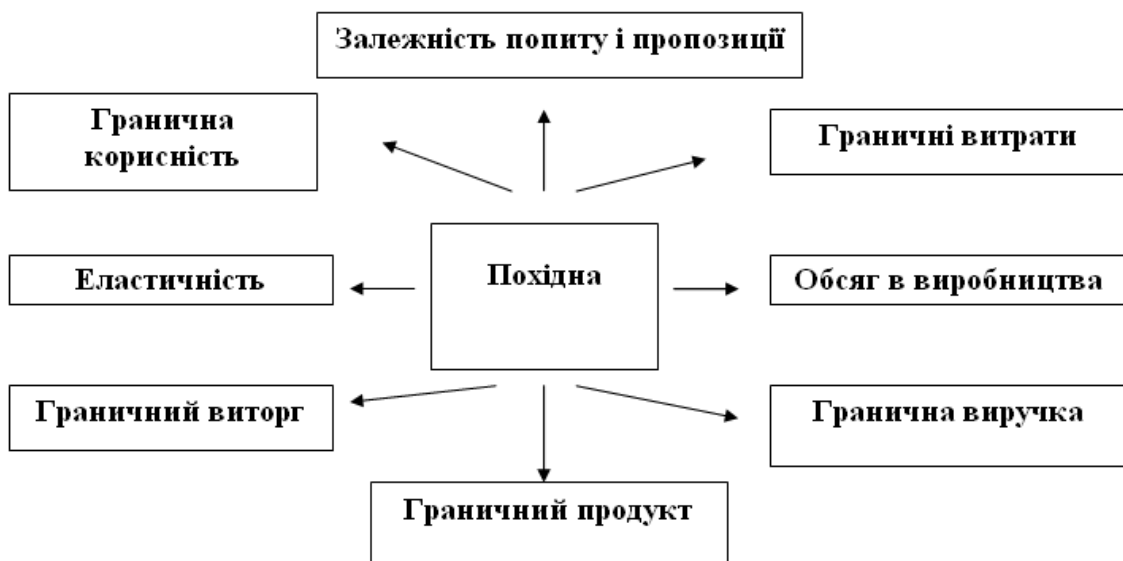 Залежність попиту і пропозиції
Гранична
корисність
Граничні витрати
Похідна
Еластичність
Обсяг в виробництва
Граничний виторг
Гранична виручка
Граничний продукт